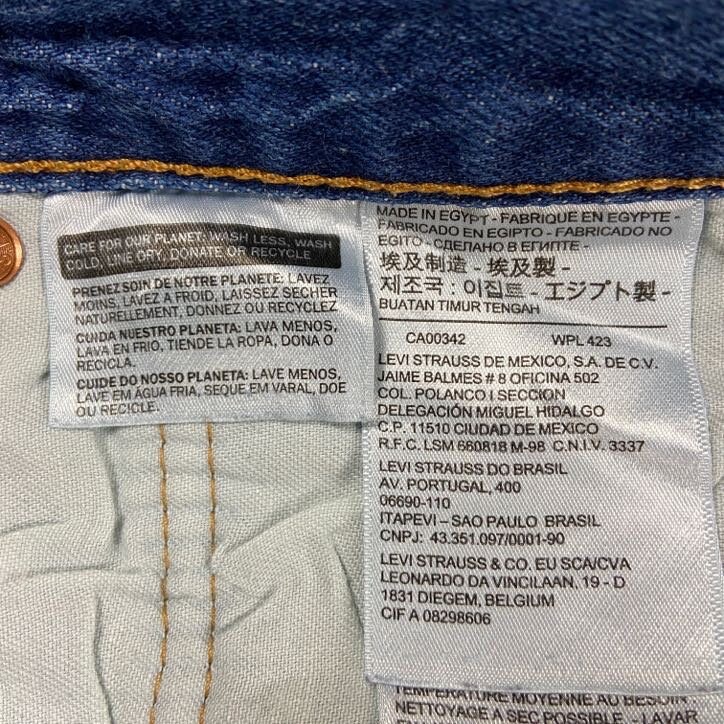 CARE FOR OUR PLANET: WASH LESS, WASH
COLD, LINE DRY, DONATE OR RECYCLE
PRENEZ SOIN DE NOTRE PLANETE: LAVEZ
MOINS, LAVEZ A FROID, LAISSEZ SECHER
NATURELLEMENT, DONNEZ OU RECYCLEZ
CUIDA NUESTRO PLANETA: LAVA MENOS,
LAVA EN FRIO, TIENDE LA ROPA, DONA O
RECICLA.
CUIDE DO NOSSO PLANETA: LAVE MENOS,
LAVE EM ÁGUA FRIA, SEQUE EM VARAL, DOE
OU RECICLE.
MADE IN EGYPT - FABRIQUE EN EGYPTE -
FABRICADO EN EGIPTO - FABRICADO NO
EGITO - СДЕЛАНО В ЕГИПТЕ -
埃及制造 - 埃及製 -
제조국 : 이집트 - エジプト製 -
BUATAN TIMUR TENGAH
CA00342 WPL 423
LEVI STRAUSS DE MEXICO, S.A. DE C.V.
JAIME BALMES # 8 OFICINA 502
COL. POLANCO I SECCION
DELEGACIÓN MIGUEL HIDALGO
C.P. 11510 CIUDAD DE MEXICO
R.F.C. LSM 660818 M-98 C.N.I.V. 3337
LEVI STRAUSS DO BRASIL
AV. PORTUGAL, 400
06690-110
ITAPEVI – SAO PAULO BRASIL
CNPJ: 43.351.097/0001-90
LEVI STRAUSS & CO. EU SCA/CVA
LEONARDO DA VINCILAAN, 19 - D
1831 DIEGEM, BELGIUM
CIF A 08298606
TEMPERATURE MOYENNE AU BESOIN
NETTOYAGE A SEC POSSIBLE